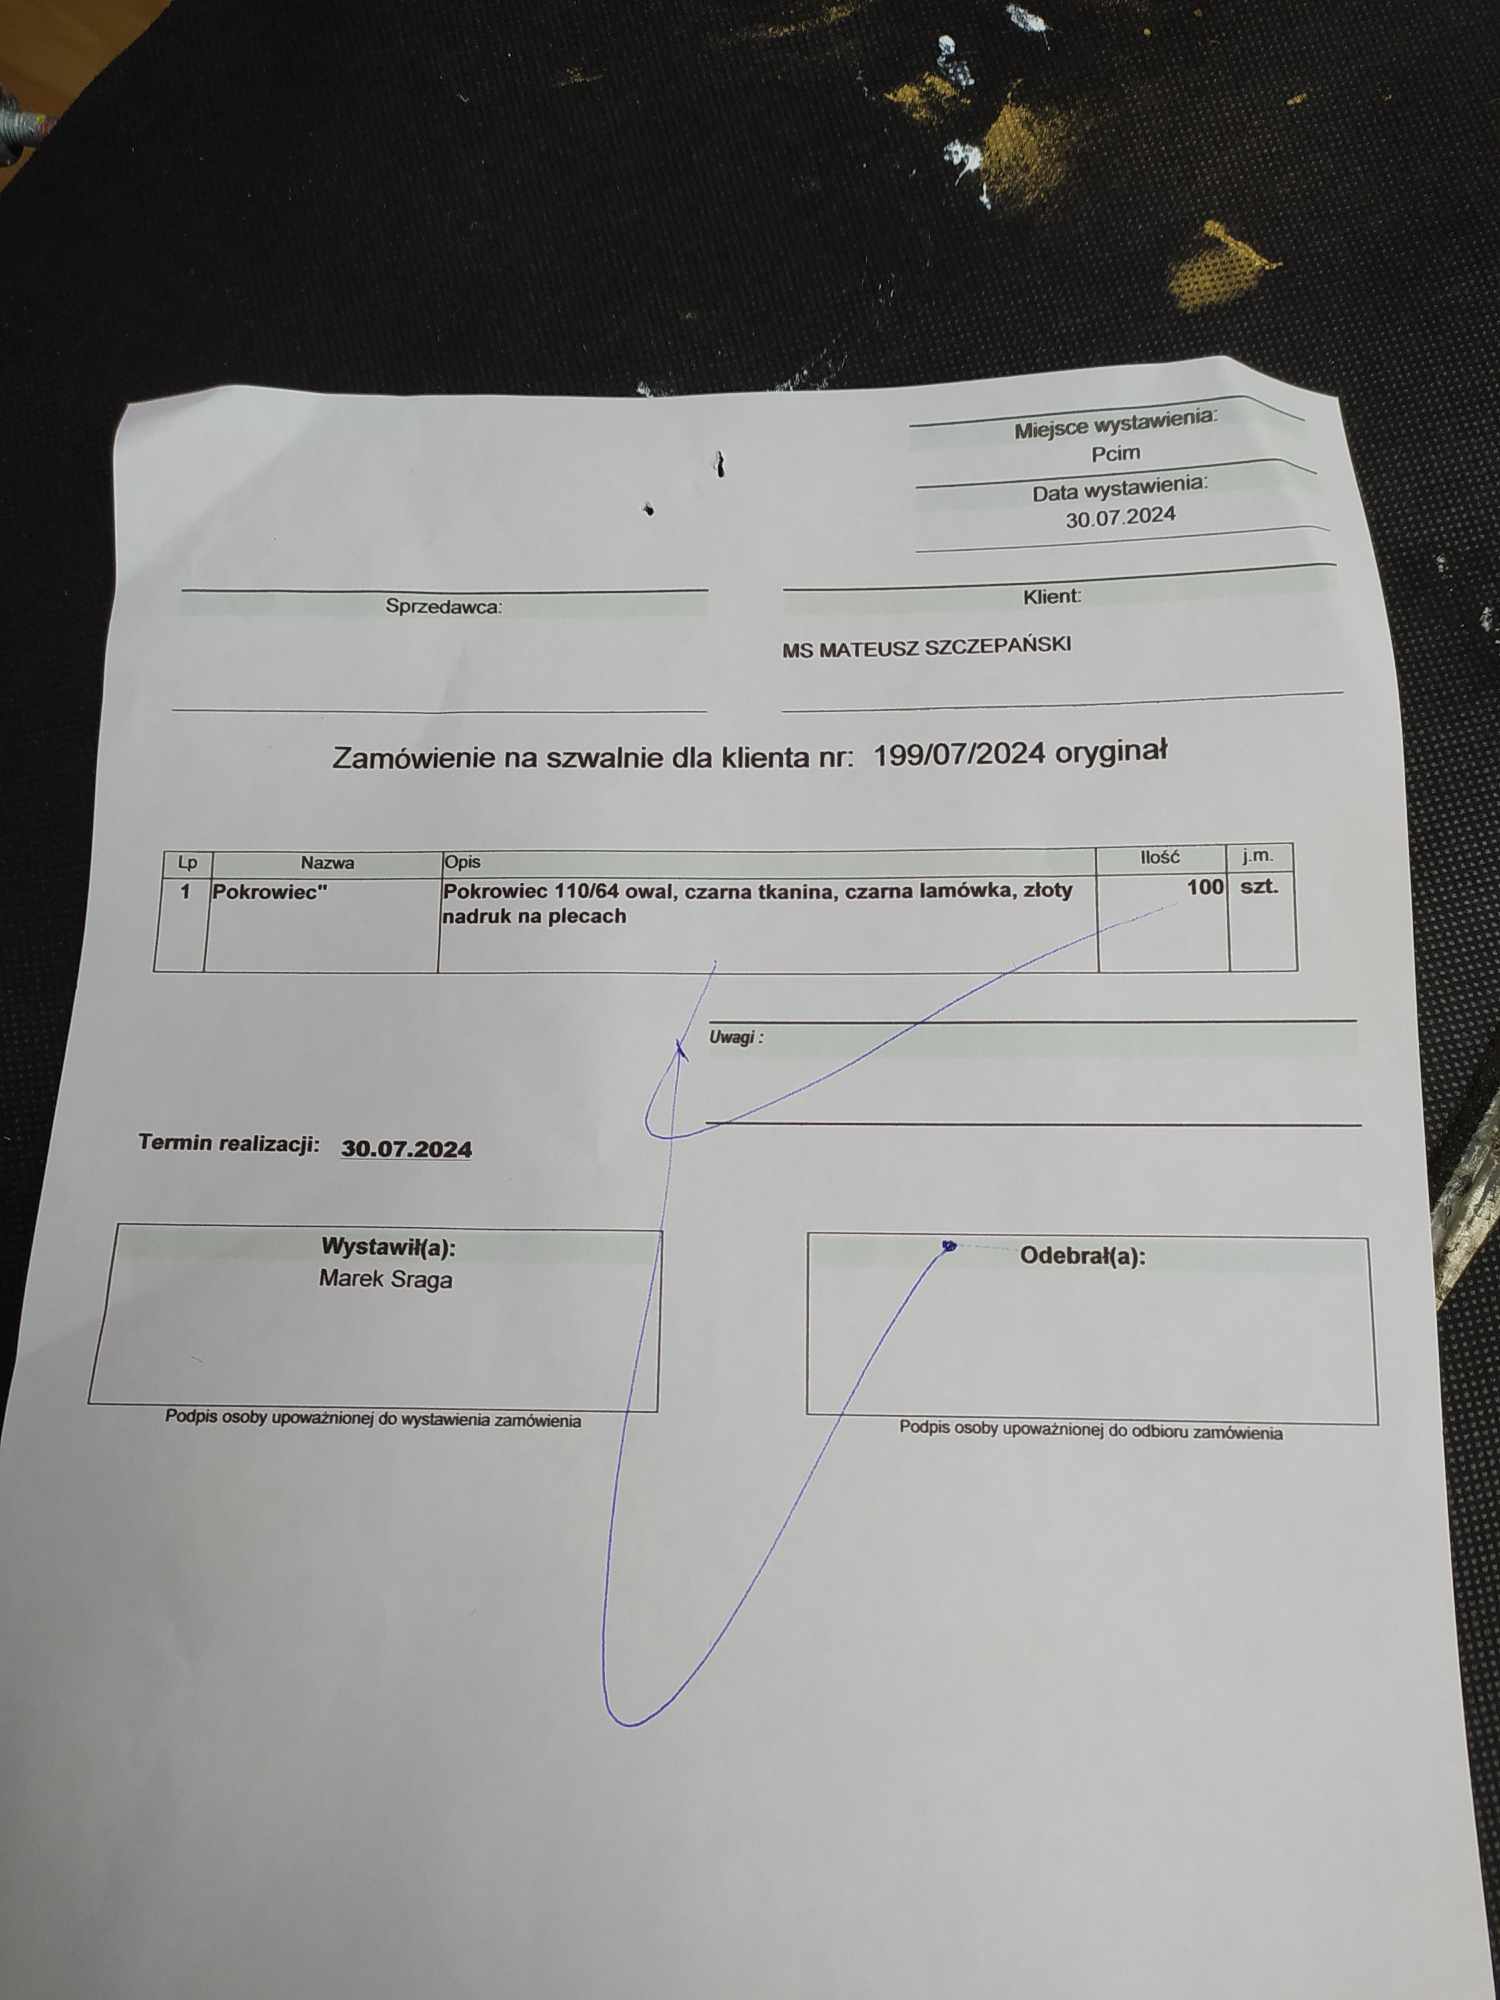 Miejsce wystawienia:
Pcim
Data wystawienia:
30.07.2024
Sprzedawca:
Klient:
MS MATEUSZ SZCZEPAŃSKI
Zamówienie na szwalnie dla klienta nr: 199/07/2024 oryginał
Lp Nazwa Opis Ilość j.m.
1 Pokrowiec" Pokrowiec 110/64 owal, czarna tkanina, czarna lamówka, złoty 100 szt.
nadruk na plecach
Uwagi :
Termin realizacji: 30.07.2024
Wystawił(a):
Marek Sraga
Podpis osoby upoważnionej do wystawienia zamówienia
Odebrał(a):
Podpis osoby upoważnionej do odbioru zamówienia